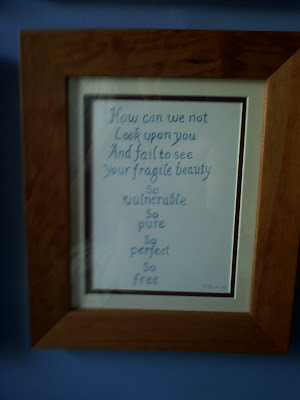 How can we not
Look upon you
And fail to see
Your fragile beauty
So
vulnerable
So
pure
So
perfect
So
free